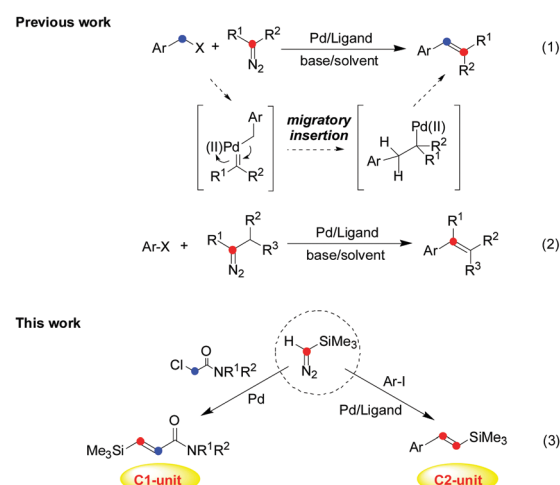 Previous work
Ar X + R¹ R² N₂ Pd/Ligand base/solvent Ar R¹ R² (1)
(II)Pd Ar R¹ R² migratory insertion Pd(II) H Ar H R² R¹
Ar-X + R¹ R² R³ N₂ Pd/Ligand base/solvent R¹ Ar R² R³ (2)
This work
Cl O NR¹R² H SiMe₃ N₂ Ar-I
Pd Pd/Ligand
Me₃Si O NR¹R² Ar SiMe₃ (3)
C1-unit C2-unit